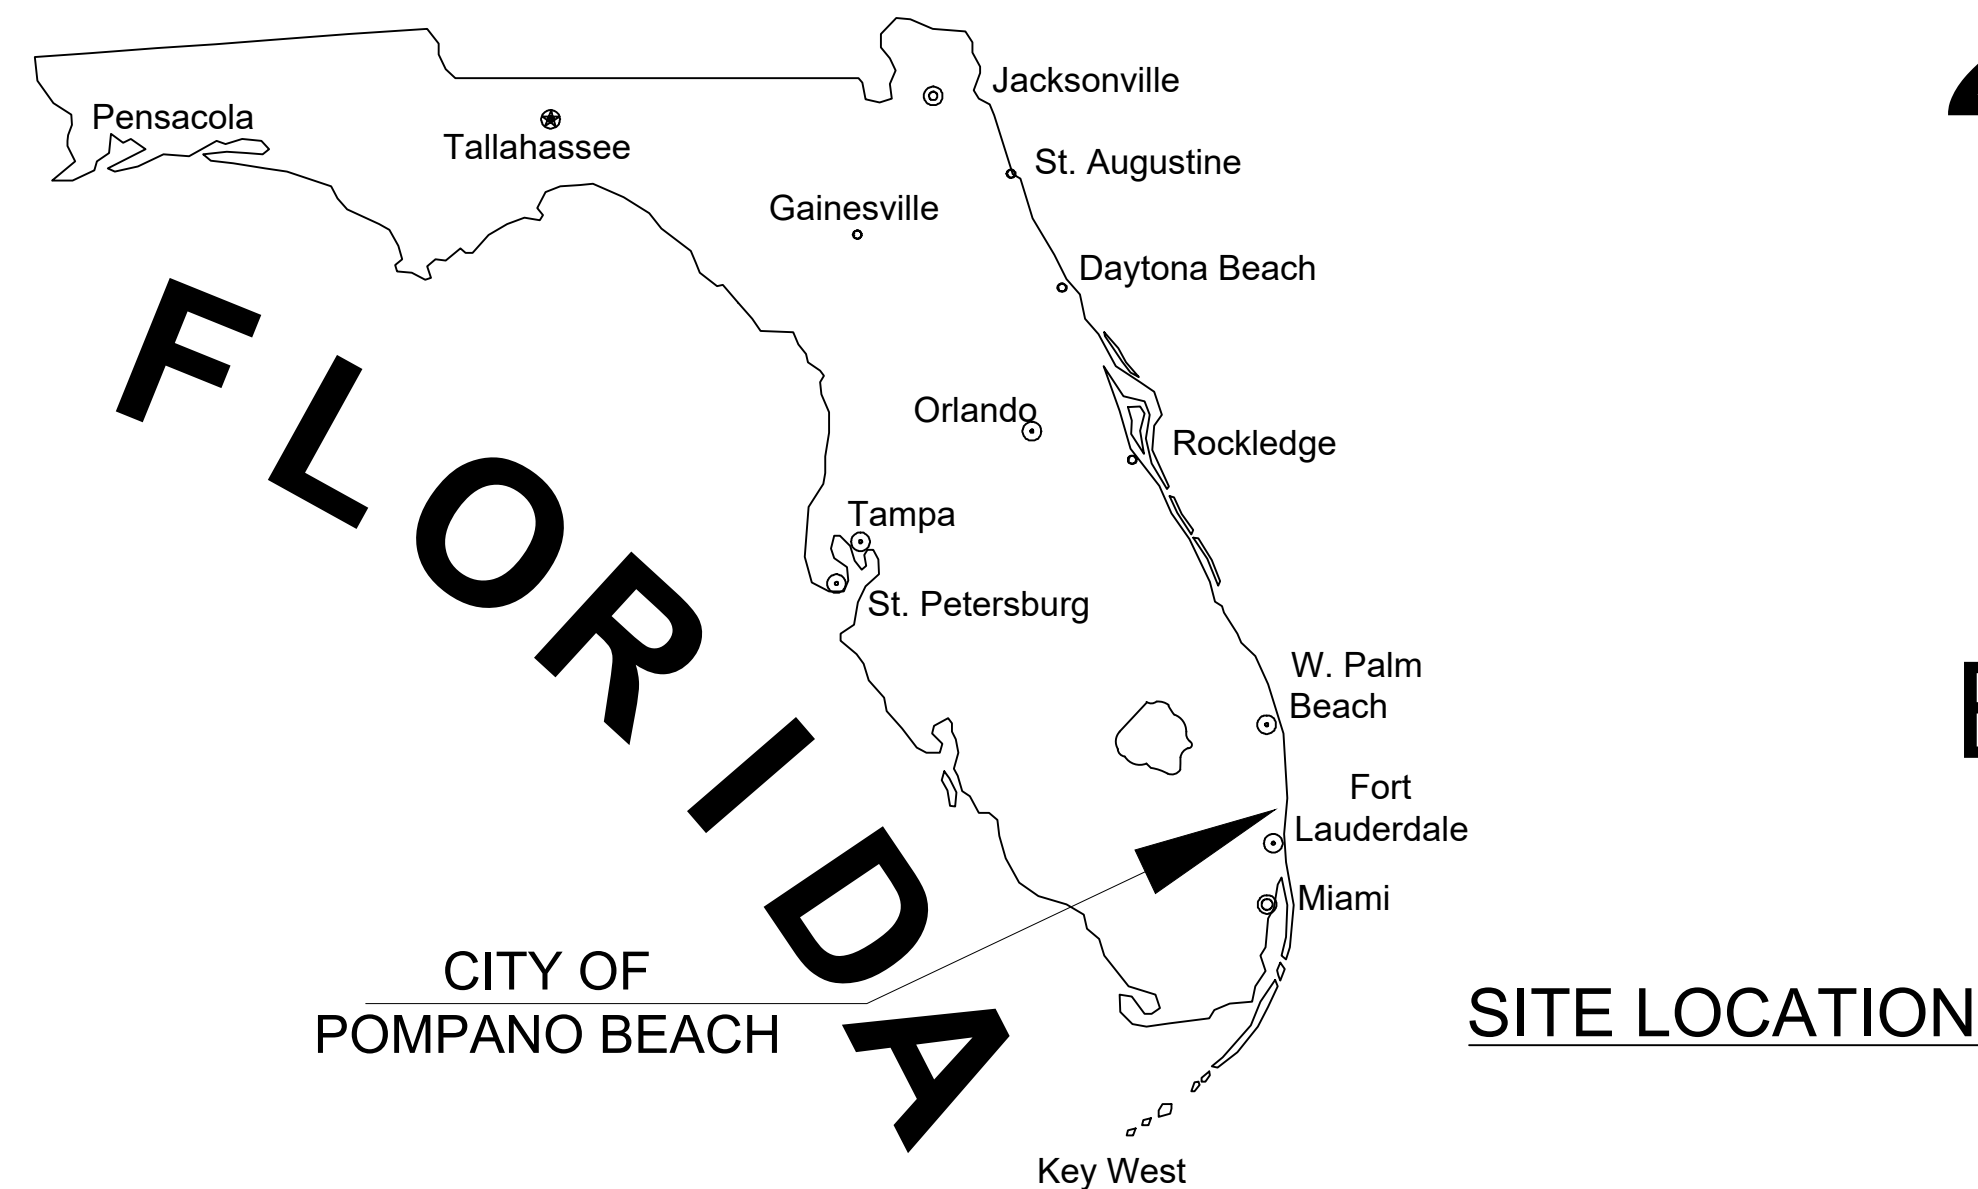 Jacksonville
Pensacola
Tallahassee
St. Augustine
Gainesville
Daytona Beach
Orlando
Rockledge
Tampa
St. Petersburg
W. Palm
Beach
Fort
Lauderdale
Miami
FLORIDA
CITY OF
POMPANO BEACH
SITE LOCATION
Key West